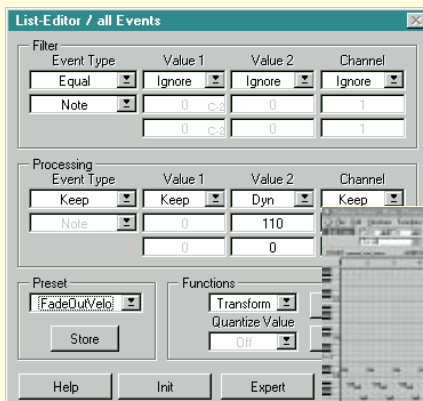 List-Editor / all Events
Filter
Event Type Value 1 Value 2 Channel
Equal Ignore Ignore Ignore
Note 0 C-2 0 1
0 C-2 0 1
Processing
Event Type Value 1 Value 2 Channel
Keep Keep Dyn Keep
Note 0 110
0 0
Preset Functions
FadeOutVelo Transform
Quantize Value
Store Off
Help Init Expert